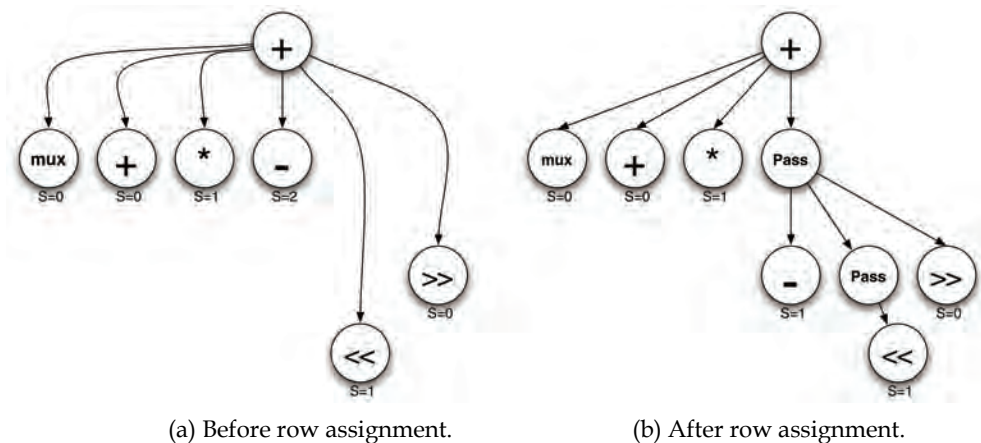 + +
mux + * - mux + * Pass
S=0 S=0 S=1 S=2 S=0 S=0 S=1
>> - Pass >>
S=0 S=1 S=0
<< <<
S=1 S=1
(a) Before row assignment. (b) After row assignment.